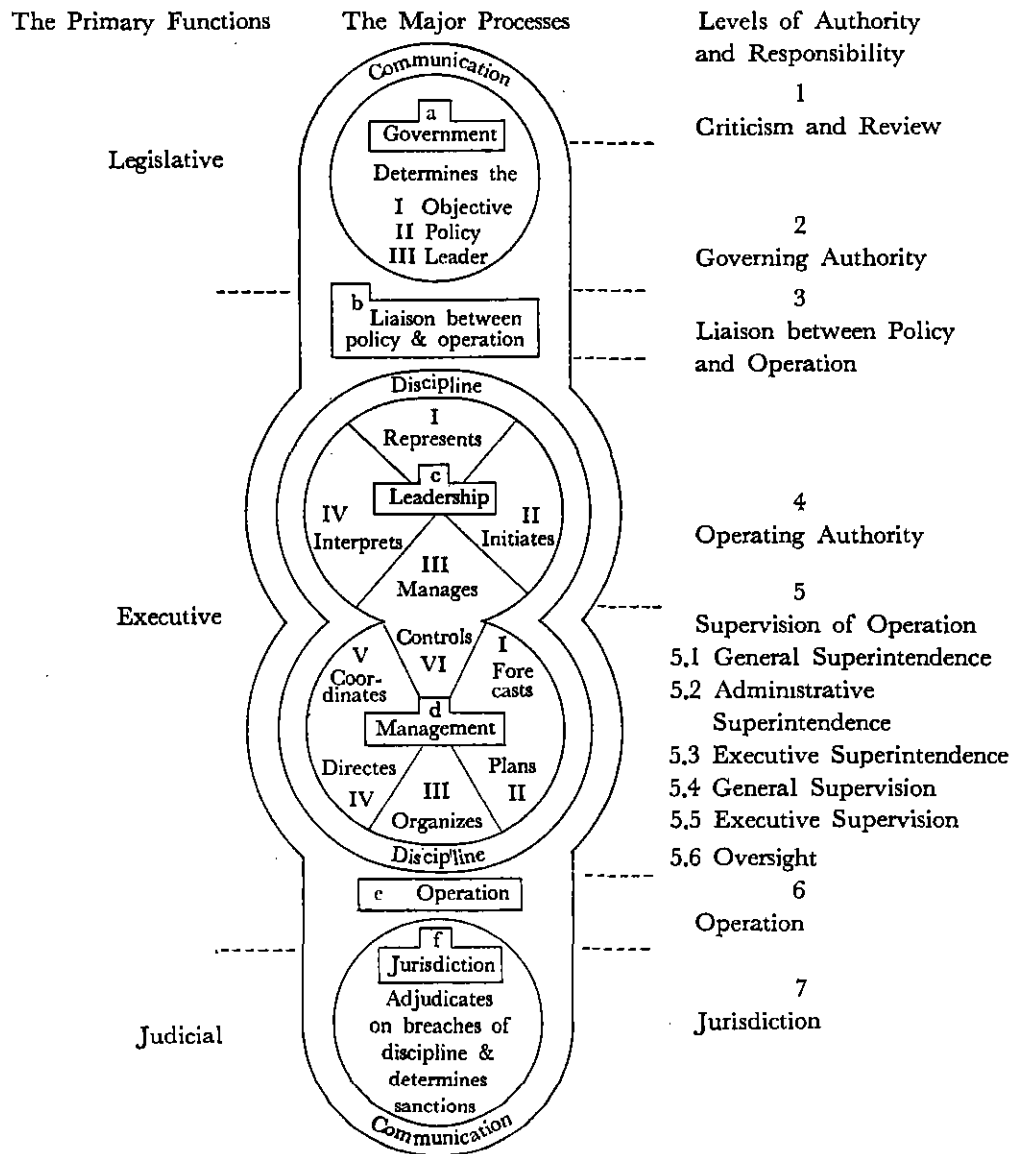 The Primary Functions
The Major Processes
Levels of Authority
and Responsibility
Communication
1
Criticism and Review
a
Government
Legislative
Determines the
I Objective
II Policy
III Leader
2
Governing Authority
3
b
Liaison between
policy & operation
Liaison between Policy
and Operation
Discipline
I
Represents
c
Leadership
IV
Interprets
II
Initiates
III
Manages
4
Operating Authority
Executive
5
Supervision of Operation
5.1 General Superintendence
5.2 Administrative
Superintendence
5.3 Executive Superintendence
5.4 General Supervision
5.5 Executive Supervision
5.6 Oversight
Controls
VI
I
Fore
casts
V
Coor-
dinates
d
Management
Directes
IV
III
Organizes
Plans
II
Discipline
e Operation
6
Operation
f
Jurisdiction
Adjudicates
on breaches of
discipline &
determines
sanctions
Judicial
7
Jurisdiction
Communication